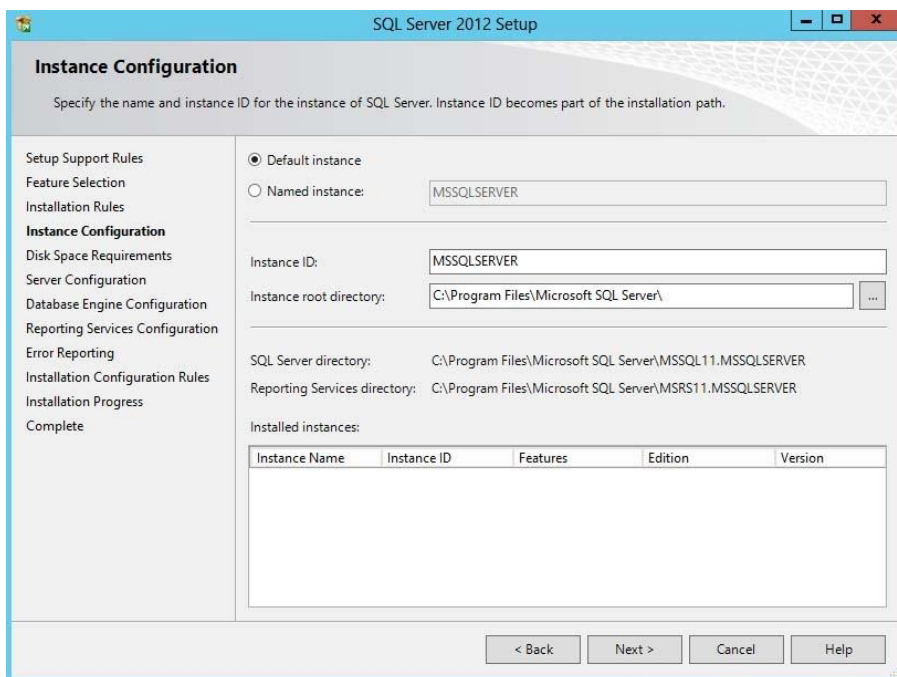 SQL Server 2012 Setup
Instance Configuration
Specify the name and instance ID for the instance of SQL Server. Instance ID becomes part of the installation path.
Setup Support Rules
Feature Selection
Installation Rules
Instance Configuration
Disk Space Requirements
Server Configuration
Database Engine Configuration
Reporting Services Configuration
Error Reporting
Installation Configuration Rules
Installation Progress
Complete
Default instance
Named instance: MSSQLSERVER
Instance ID: MSSQLSERVER
Instance root directory: C:\Program Files\Microsoft SQL Server\ ...
SQL Server directory: C:\Program Files\Microsoft SQL Server\MSSQL11.MSSQLSERVER
Reporting Services directory: C:\Program Files\Microsoft SQL Server\MSRS11.MSSQLSERVER
Installed instances:
Instance Name Instance ID Features Edition Version
< Back Next > Cancel Help